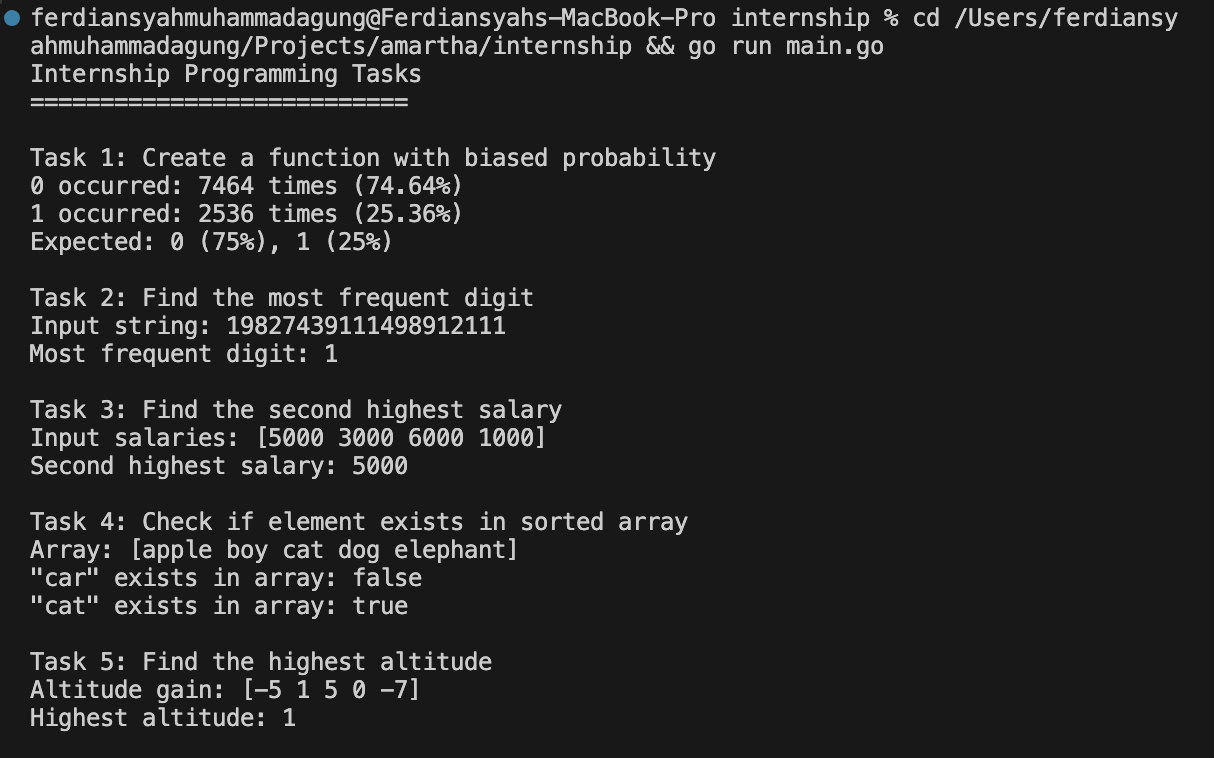 ferdiansyahmuhammadagung@Ferdiansyahs-MacBook-Pro internship % cd /Users/ferdiansy
ahmuhammadagung/Projects/amartha/internship && go run main.go
Internship Programming Tasks
===========================
Task 1: Create a function with biased probability
0 occurred: 7464 times (74.64%)
1 occurred: 2536 times (25.36%)
Expected: 0 (75%), 1 (25%)
Task 2: Find the most frequent digit
Input string: 19827439111498912111
Most frequent digit: 1
Task 3: Find the second highest salary
Input salaries: [5000 3000 6000 1000]
Second highest salary: 5000
Task 4: Check if element exists in sorted array
Array: [apple boy cat dog elephant]
"car" exists in array: false
"cat" exists in array: true
Task 5: Find the highest altitude
Altitude gain: [-5 1 5 0 -7]
Highest altitude: 1